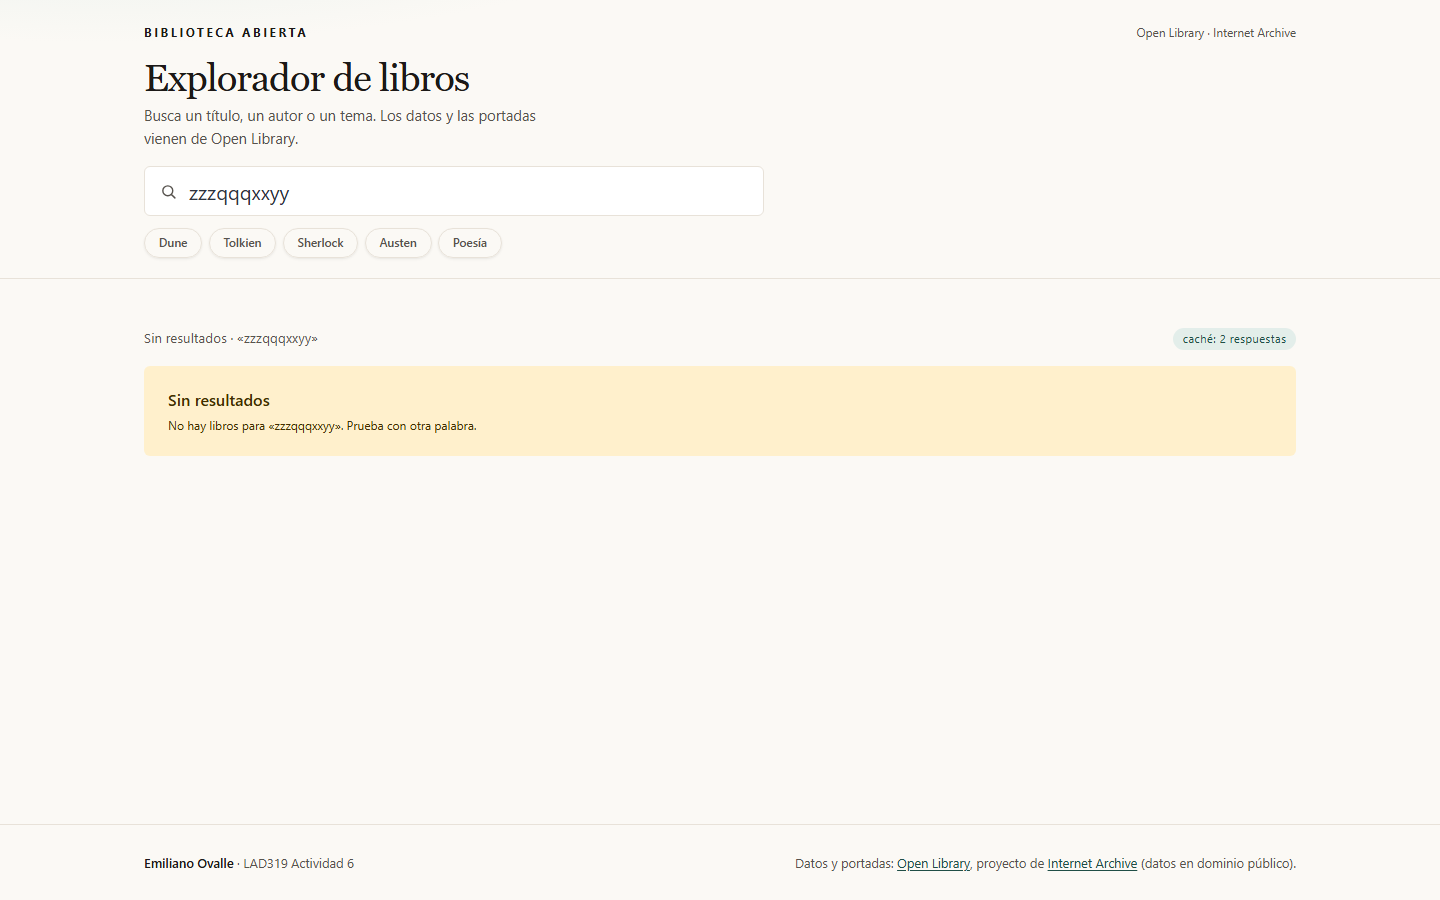 BIBLIOTECA ABIERTA
Open Library · Internet Archive
Explorador de libros
Busca un título, un autor o un tema. Los datos y las portadas
vienen de Open Library.
zzzqqqxxyy
Dune
Tolkien
Sherlock
Austen
Poesía
Sin resultados · «zzzqqqxxyy»
caché: 2 respuestas
Sin resultados
No hay libros para «zzzqqqxxyy». Prueba con otra palabra.
Emiliano Ovalle · LAD319 Actividad 6
Datos y portadas: Open Library, proyecto de Internet Archive (datos en dominio público).